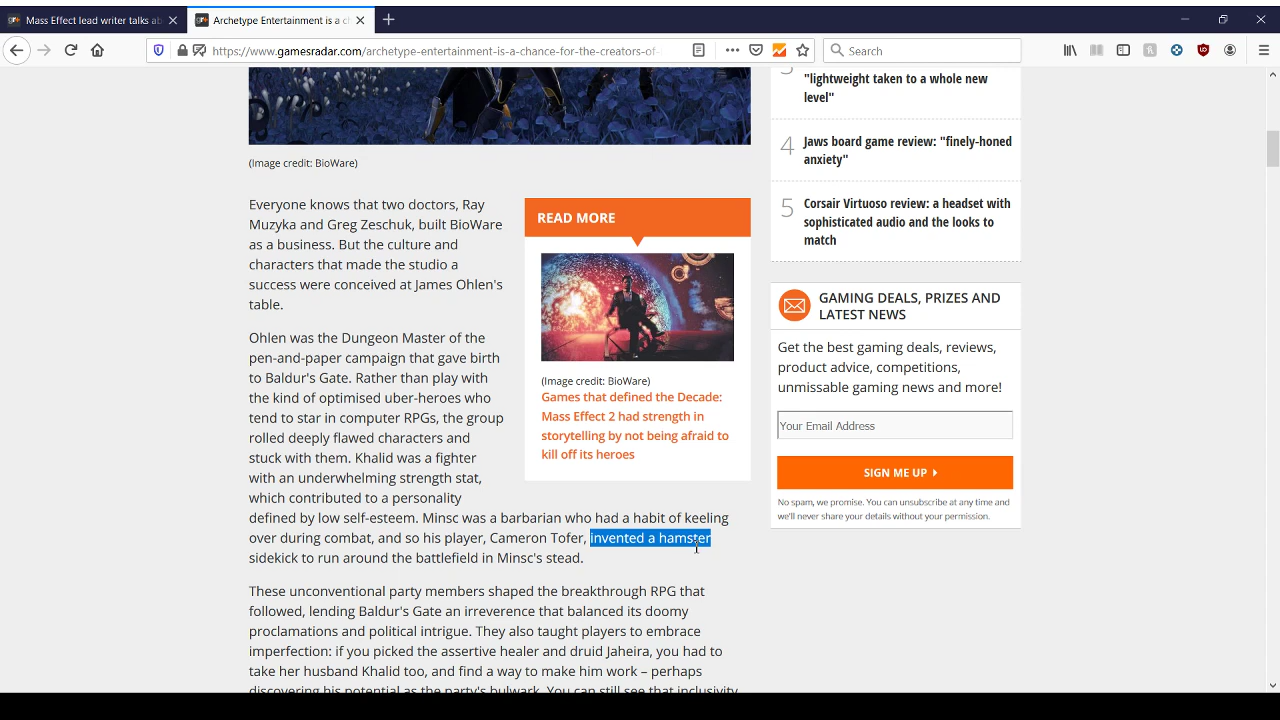 Mass Effect lead writer talks ab
Archetype Entertainment is a ch
https://www.gamesradar.com/archetype-entertainment-is-a-chance-for-the-creators-of-
Search
(Image credit: BioWare)
Everyone knows that two doctors, Ray
Muzyka and Greg Zeschuk, built BioWare
as a business. But the culture and
characters that made the studio a
success were conceived at James Ohlen's
table.
Ohlen was the Dungeon Master of the
pen-and-paper campaign that gave birth
to Baldur's Gate. Rather than play with
the kind of optimised uber-heroes who
tend to star in computer RPGs, the group
rolled deeply flawed characters and
stuck with them. Khalid was a fighter
with an underwhelming strength stat,
which contributed to a personality
defined by low self-esteem. Minsc was a barbarian who had a habit of keeling
over during combat, and so his player, Cameron Tofer, invented a hamster
sidekick to run around the battlefield in Minsc's stead.
These unconventional party members shaped the breakthrough RPG that
followed, lending Baldur's Gate an irreverence that balanced its doomy
proclamations and political intrigue. They also taught players to embrace
imperfection: if you picked the assertive healer and druid Jaheira, you had to
take her husband Khalid too, and find a way to make him work – perhaps
discovering his potential as the party's bulwark. You can still see that inclusivity
READ MORE
(Image credit: BioWare)
Games that defined the Decade:
Mass Effect 2 had strength in
storytelling by not being afraid to
kill off its heroes
3
"lightweight taken to a whole new
level"
4
Jaws board game review: "finely-honed
anxiety"
5
Corsair Virtuoso review: a headset with
sophisticated audio and the looks to
match
GAMING DEALS, PRIZES AND
LATEST NEWS
Get the best gaming deals, reviews,
product advice, competitions,
unmissable gaming news and more!
Your Email Address
SIGN ME UP
No spam, we promise. You can unsubscribe at any time and
we'll never share your details without your permission.